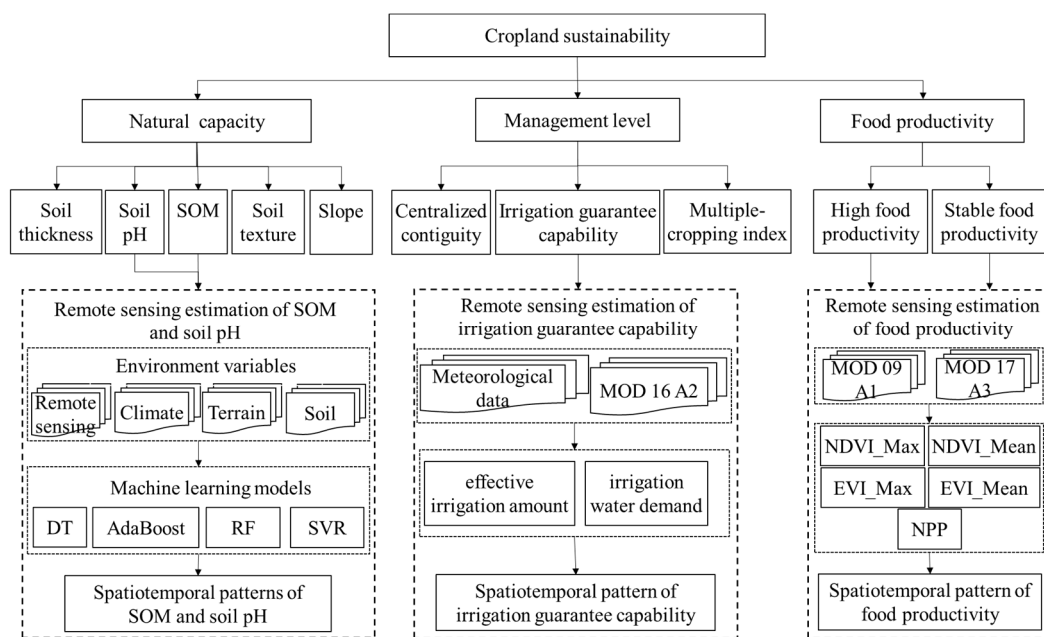 Cropland sustainability
Natural capacity
Management level
Food productivity
Soil
thickness
Soil
pH
SOM
Soil
texture
Slope
Centralized
contiguity
Irrigation guarantee
capability
Multiple-
cropping index
High food
productivity
Stable food
productivity
Remote sensing estimation of SOM
and soil pH
Environment variables
Remote
sensing
Climate
Terrain
Soil
Machine learning models
DT
AdaBoost
RF
SVR
Spatiotemporal patterns of
SOM and soil pH
Remote sensing estimation of
irrigation guarantee capability
Meteorological
data
MOD 16 A2
effective
irrigation amount
irrigation
water demand
Spatiotemporal pattern of
irrigation guarantee capability
Remote sensing estimation
of food productivity
MOD 09
A1
MOD 17
A3
NDVI_Max
NDVI_Mean
EVI_Max
EVI_Mean
NPP
Spatiotemporal pattern of
food productivity